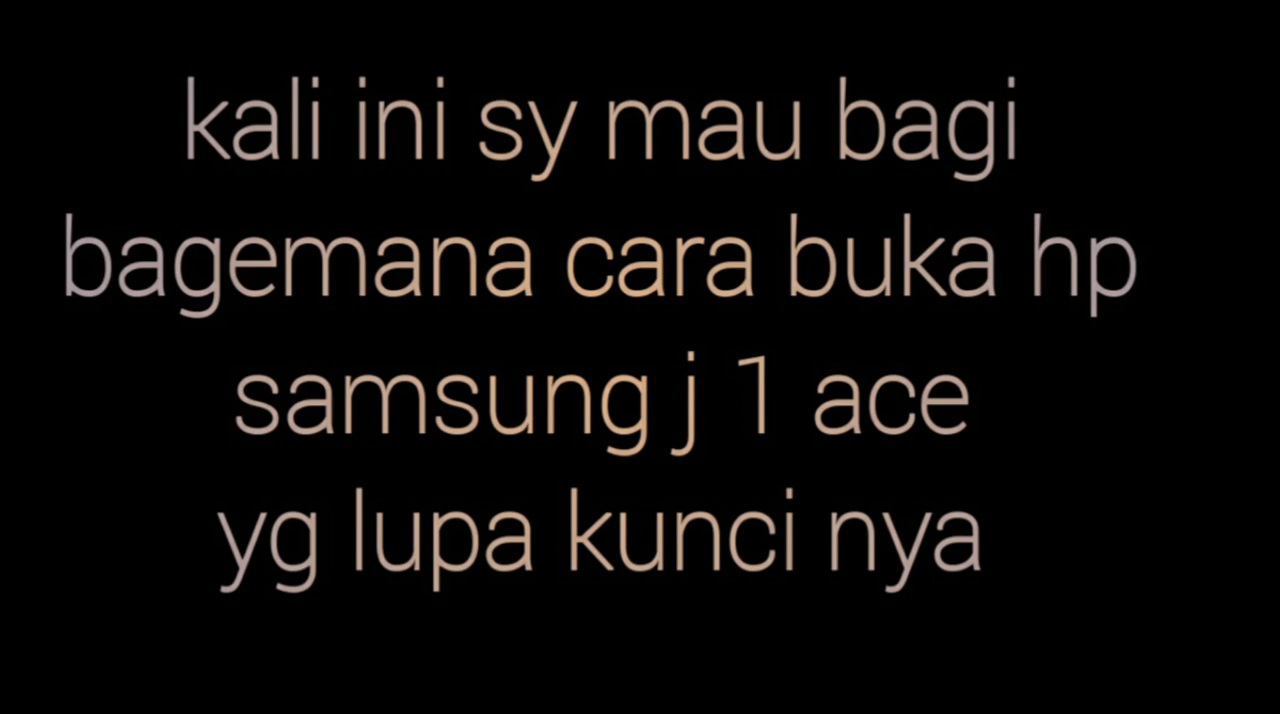 kali ini sy mau bagi
bagemana cara buka hp
samsung j 1 ace
yg lupa kunci nya